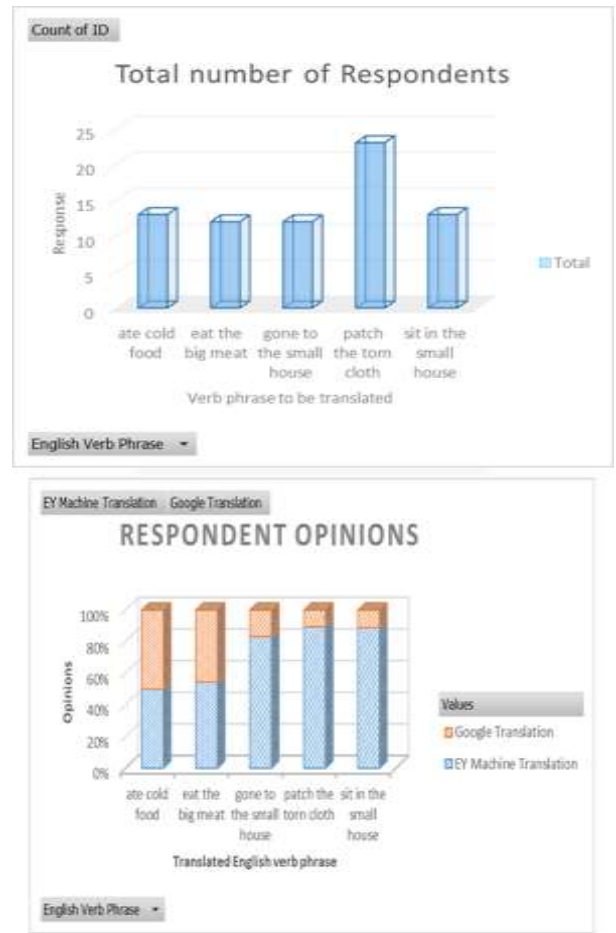 Count of ID
Total number of Respondents
25
20
15
10
5
0
Response
ate cold food
eat the big meat
gone to the small house
patch the torn cloth
sit in the small house
Total
Verb phrase to be translated
English Verb Phrase
EY Machine Translation
Google Translation
RESPONDENT OPINIONS
100%
80%
60%
40%
20%
0%
Opinions
ate cold food
eat the big meat
gone to the small house
patch the torn cloth
sit in the small house
Values
Google Translation
EY Machine Translation
Translated English verb phrase
English Verb Phrase